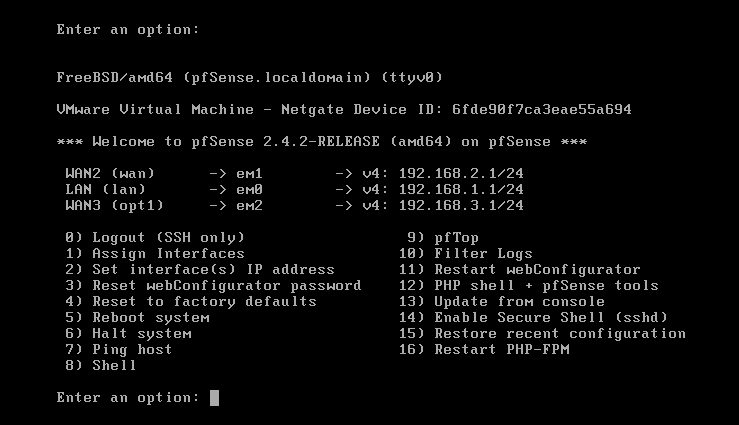 Enter an option:
FreeBSD/amd64 (pfSense.localdomain) (ttyv0)
VMware Virtual Machine - Netgate Device ID: 6fde90f7ca3eae55a694
*** Welcome to pfSense 2.4.2-RELEASE (amd64) on pfSense ***
WAN2 (wan) -> em1 -> v4: 192.168.2.1/24
LAN (lan) -> em0 -> v4: 192.168.1.1/24
WAN3 (opt1) -> em2 -> v4: 192.168.3.1/24
0) Logout (SSH only) 9) pfTop
1) Assign Interfaces 10) Filter Logs
2) Set interface(s) IP address 11) Restart webConfigurator
3) Reset webConfigurator password 12) PHP shell + pfSense tools
4) Reset to factory defaults 13) Update from console
5) Reboot system 14) Enable Secure Shell (sshd)
6) Halt system 15) Restore recent configuration
7) Ping host 16) Restart PHP-FPM
8) Shell
Enter an option: